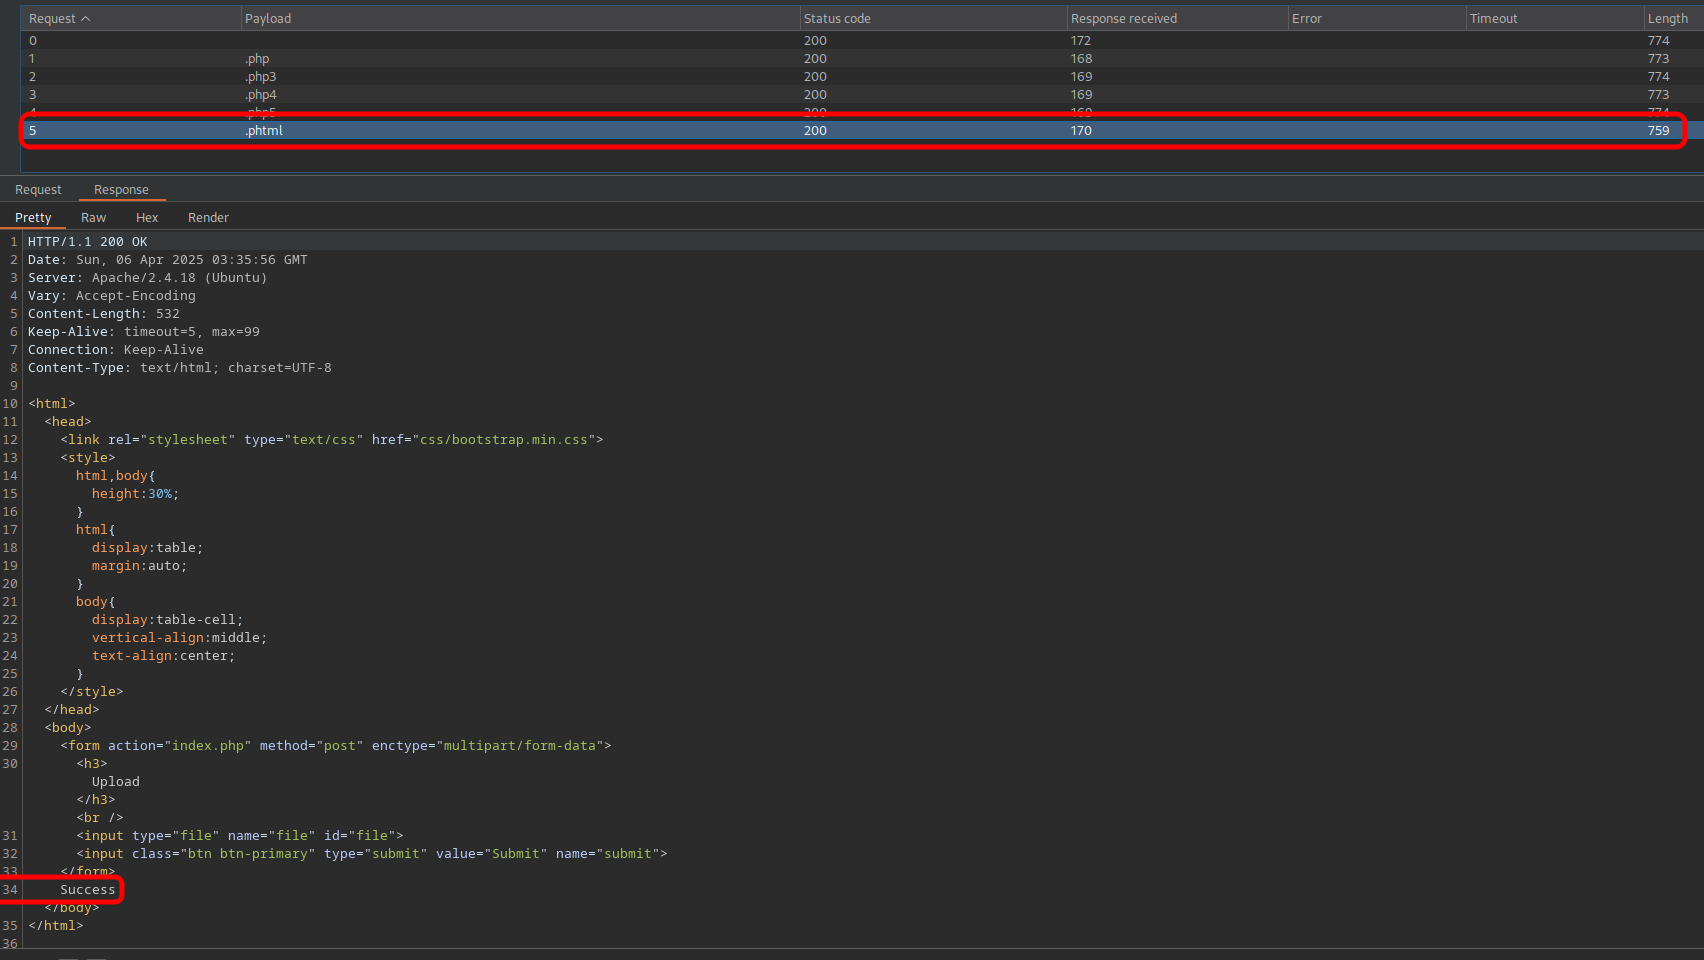 Request Payload Status code Response received Error Timeout Length
0 200 172 774
1 .php 200 168 773
2 .php3 200 169 774
3 .php4 200 169 773
4 .php5 200 169 774
5 .phtml 200 170 759
Request Response
Pretty Raw Hex Render
1 HTTP/1.1 200 OK
2 Date: Sun, 06 Apr 2025 03:35:56 GMT
3 Server: Apache/2.4.18 (Ubuntu)
4 Vary: Accept-Encoding
5 Content-Length: 532
6 Keep-Alive: timeout=5, max=99
7 Connection: Keep-Alive
8 Content-Type: text/html; charset=UTF-8
9
10 <html>
11 <head>
12 <link rel="stylesheet" type="text/css" href="css/bootstrap.min.css">
13 <style>
14 html,body{
15 height:30%;
16 }
17 html{
18 display:table;
19 margin:auto;
20 }
21 body{
22 display:table-cell;
23 vertical-align:middle;
24 text-align:center;
25 }
26 </style>
27 </head>
28 <body>
29 <form action="index.php" method="post" enctype="multipart/form-data">
30 <h3>
Upload
</h3>
<br />
31 <input type="file" name="file" id="file">
32 <input class="btn btn-primary" type="submit" value="Submit" name="submit">
33 </form>
34 Success
</body>
35 </html>
36